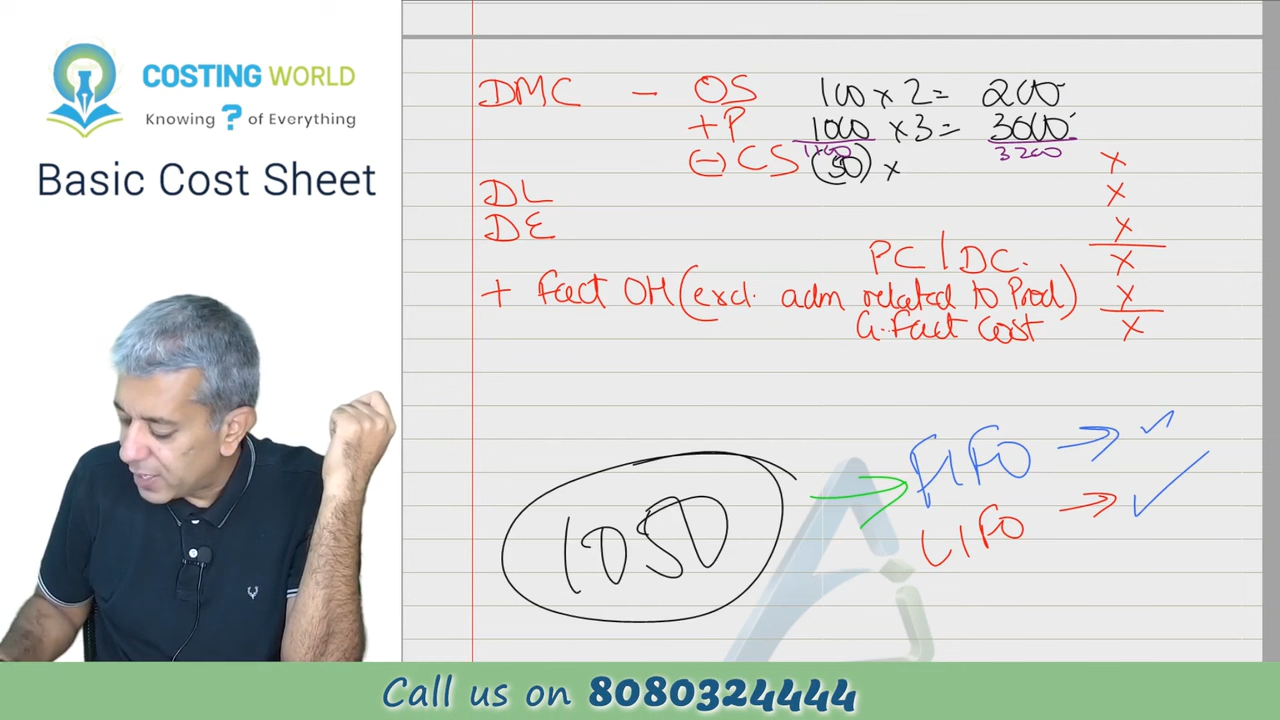 COSTING WORLD
Knowing ? of Everything
Basic Cost Sheet
DMC - OS 100 x 2 = 200
+ P 1000 x 3 = 3000
1100 3200
(-) CS (50) x x
DL x
DE x
PC | DC. x
+ Fact OH (excl. adm related to Prod) x
G. Fact Cost x
1050
FIFO → ✓
LIFO → ✓
Call us on 8080324444